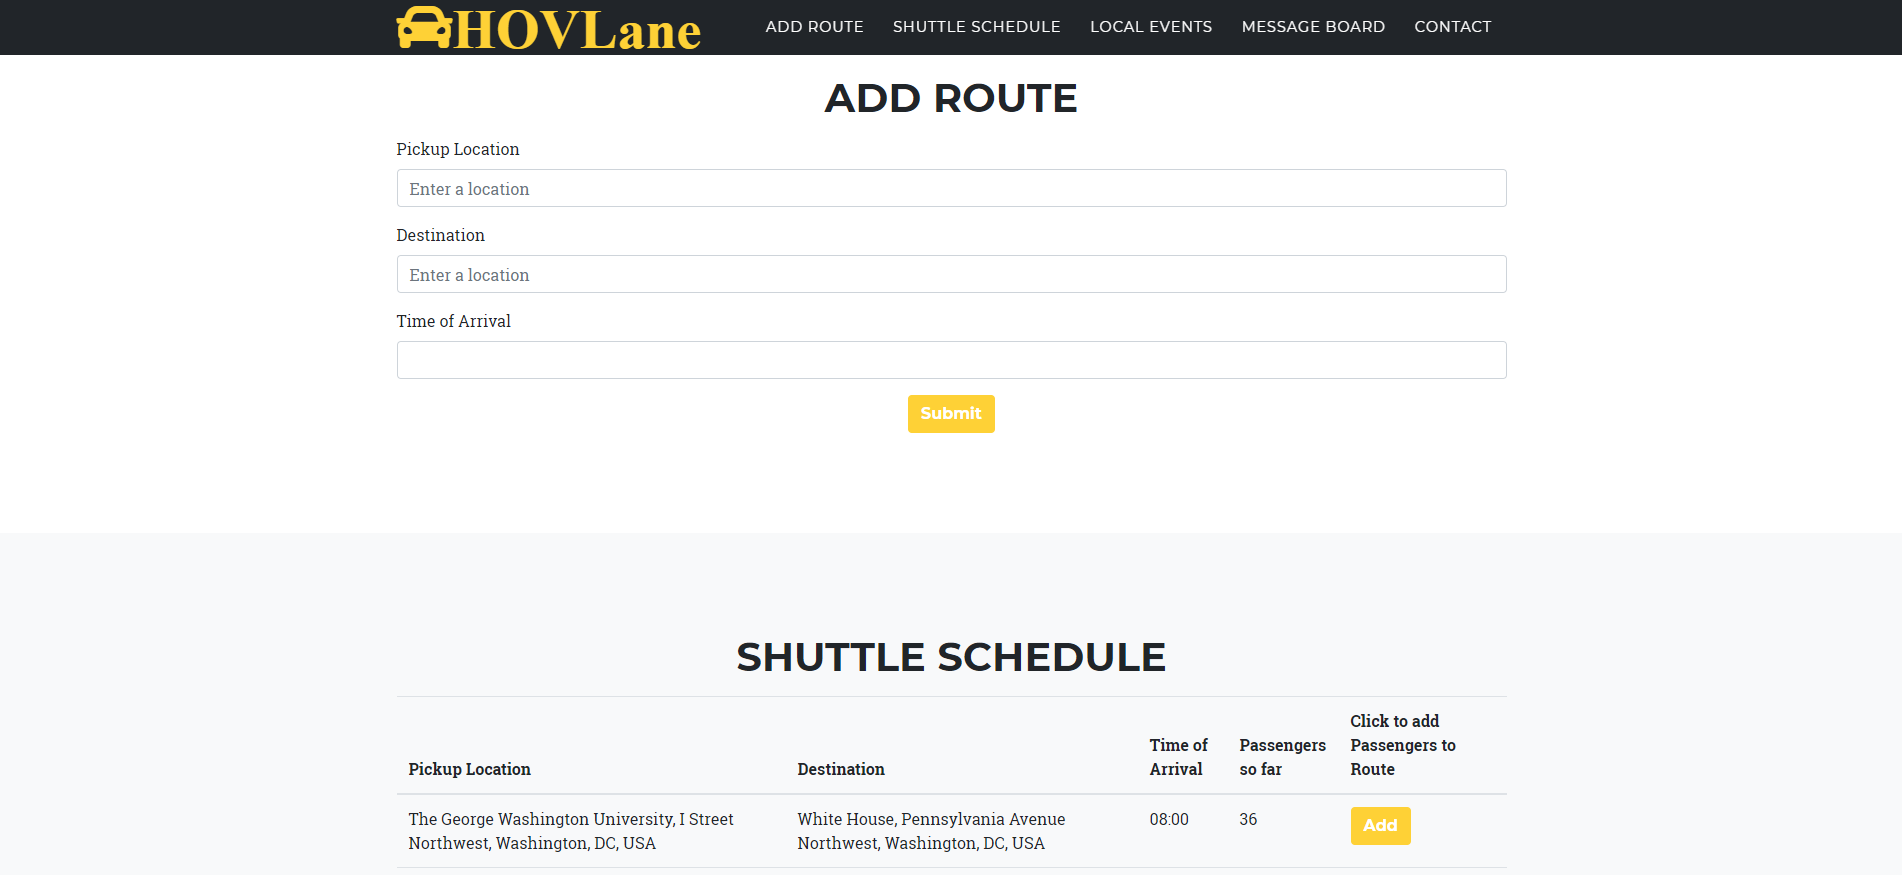 HOVLane
ADD ROUTE SHUTTLE SCHEDULE LOCAL EVENTS MESSAGE BOARD CONTACT
ADD ROUTE
Pickup Location
Enter a location
Destination
Enter a location
Time of Arrival
Submit
SHUTTLE SCHEDULE
Pickup Location
Destination
Time of
Arrival
Passengers
so far
Click to add
Passengers to
Route
The George Washington University, I Street
Northwest, Washington, DC, USA
White House, Pennsylvania Avenue
Northwest, Washington, DC, USA
08:00
36
Add